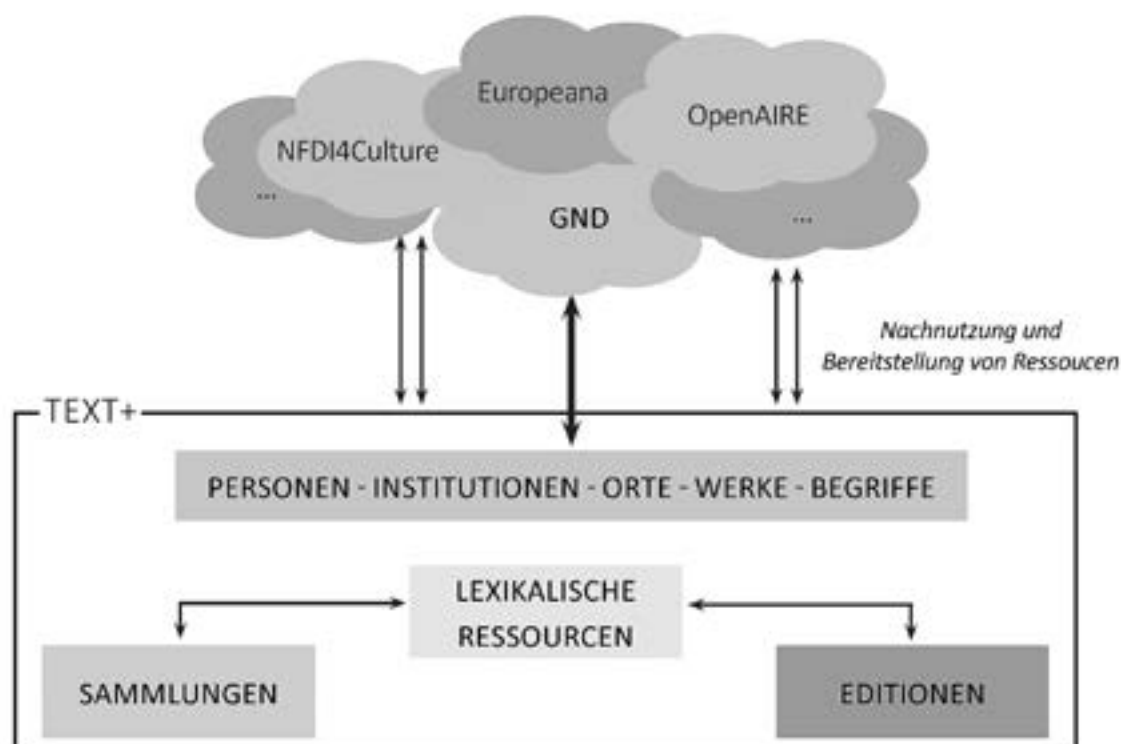 Europeana
OpenAIRE
NFDI4Culture
...
GND
...
Nachnutzung und
Bereitstellung von Ressoucen
TEXT+
PERSONEN - INSTITUTIONEN - ORTE - WERKE - BEGRIFFE
LEXIKALISCHE
RESSOURCEN
SAMMLUNGEN
EDITIONEN